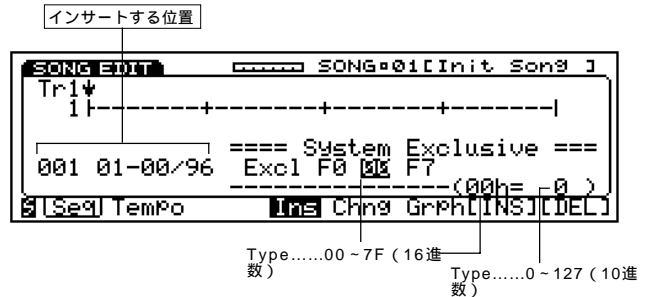 インサートする位置
SONG EDIT SONG:01[Init Song ]
Tr1
1
==== System Exclusive ===
001 01-00/96 Excl F0 00 F7
(00h= 0 )
S Seq Tempo Ins Chng Grph[INS][DEL]
Type……00～7F（16進
数）
Type……0～127（10進
数）